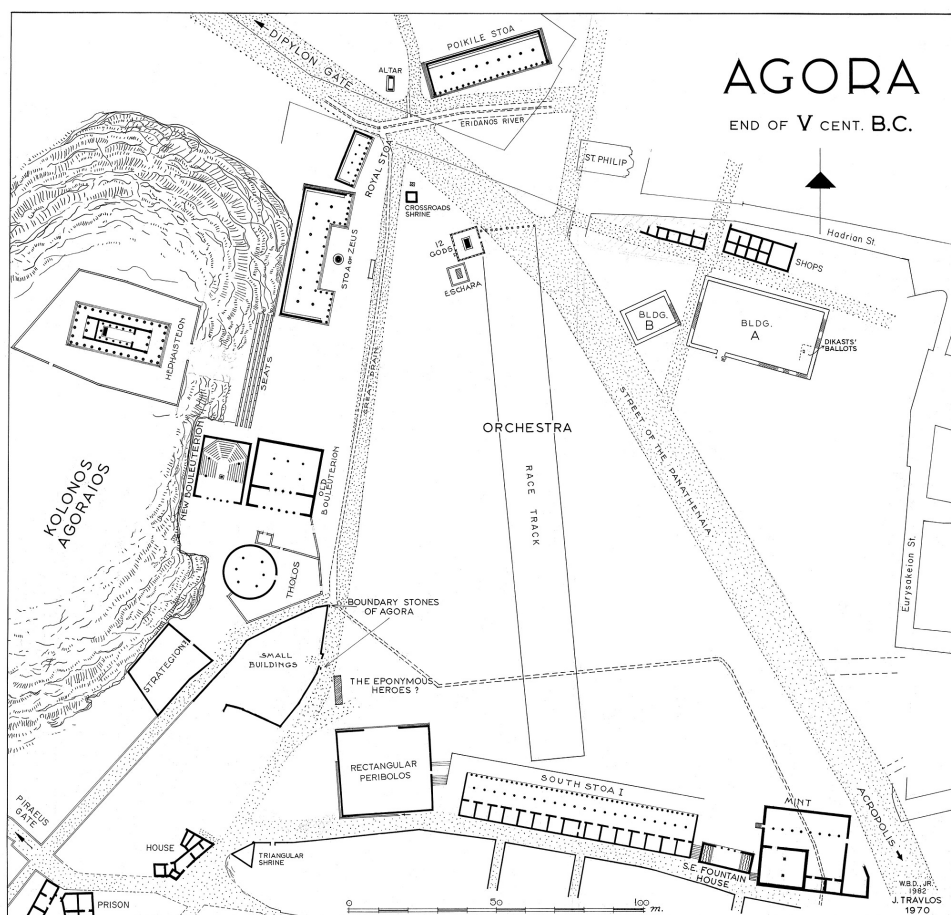 DIPYLON GATE
POIKILE STOA
ALTAR
ERIDANOS RIVER
AGORA
END OF V CENT. B.C.
ROYAL STOA
ST. PHILIP
CROSSROADS
SHRINE
STOA OF ZEUS
12
GODS
ESCHARA
Hadrian St.
SHOPS
BLDG.
B
BLDG.
A
DIKASTS'
BALLOTS
HEPHAISTEION
SEATS
GREAT DRAIN
STREET OF THE PANATHENAIA
ORCHESTRA
RACE TRACK
KOLONOS
AGORAIOS
NEW BOULEUTERION
OLD
BOULEUTERION
THOLOS
Eurysakeion St.
BOUNDARY STONES
OF AGORA
STRATEGION?
SMALL
BUILDINGS
THE EPONYMOUS
HEROES ?
RECTANGULAR
PERIBOLOS
SOUTH STOA I
MINT
ACROPOLIS
PIRAEUS
GATE
HOUSE
TRIANGULAR
SHRINE
S.E. FOUNTAIN
HOUSE
PRISON
0 50 100 m.
W.B.D., JR.
1982
J. TRAVLOS
1970